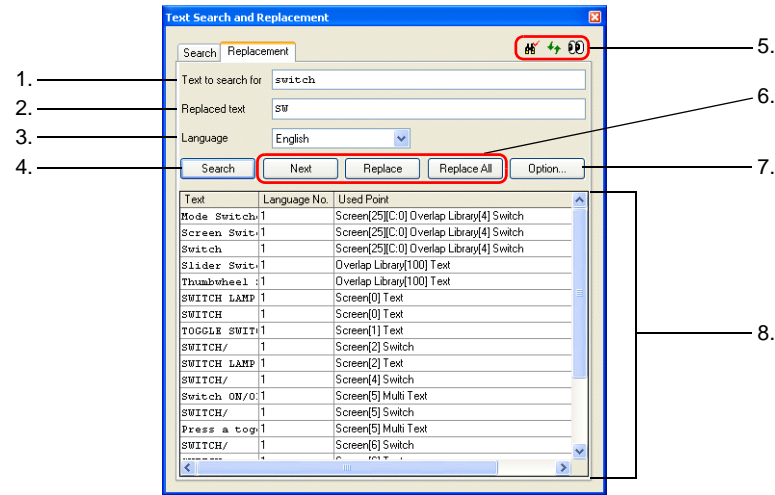 Text Search and Replacement
Search Replacement
5.
1. Text to search for switch
6.
2. Replaced text SW
3. Language English
4. Search Next Replace Replace All Option... 7.
Text Language No. Used Point
Mode Switch 1 Screen[25][C:0] Overlap Library[4] Switch
Screen Swit 1 Screen[25][C:0] Overlap Library[4] Switch
Switch 1 Screen[25][C:0] Overlap Library[4] Switch
Slider Swit 1 Overlap Library[100] Text
Thumbwheel 1 Overlap Library[100] Text
SWITCH LAMP 1 Screen[0] Text
SWITCH 1 Screen[0] Text
TOGGLE SWIT 1 Screen[1] Text
8.
SWITCH/ 1 Screen[2] Switch
SWITCH LAMP 1 Screen[2] Text
SWITCH/ 1 Screen[4] Switch
Switch ON/O 1 Screen[5] Multi Text
SWITCH/ 1 Screen[5] Switch
Press a tog 1 Screen[5] Multi Text
SWITCH/ 1 Screen[6] Switch